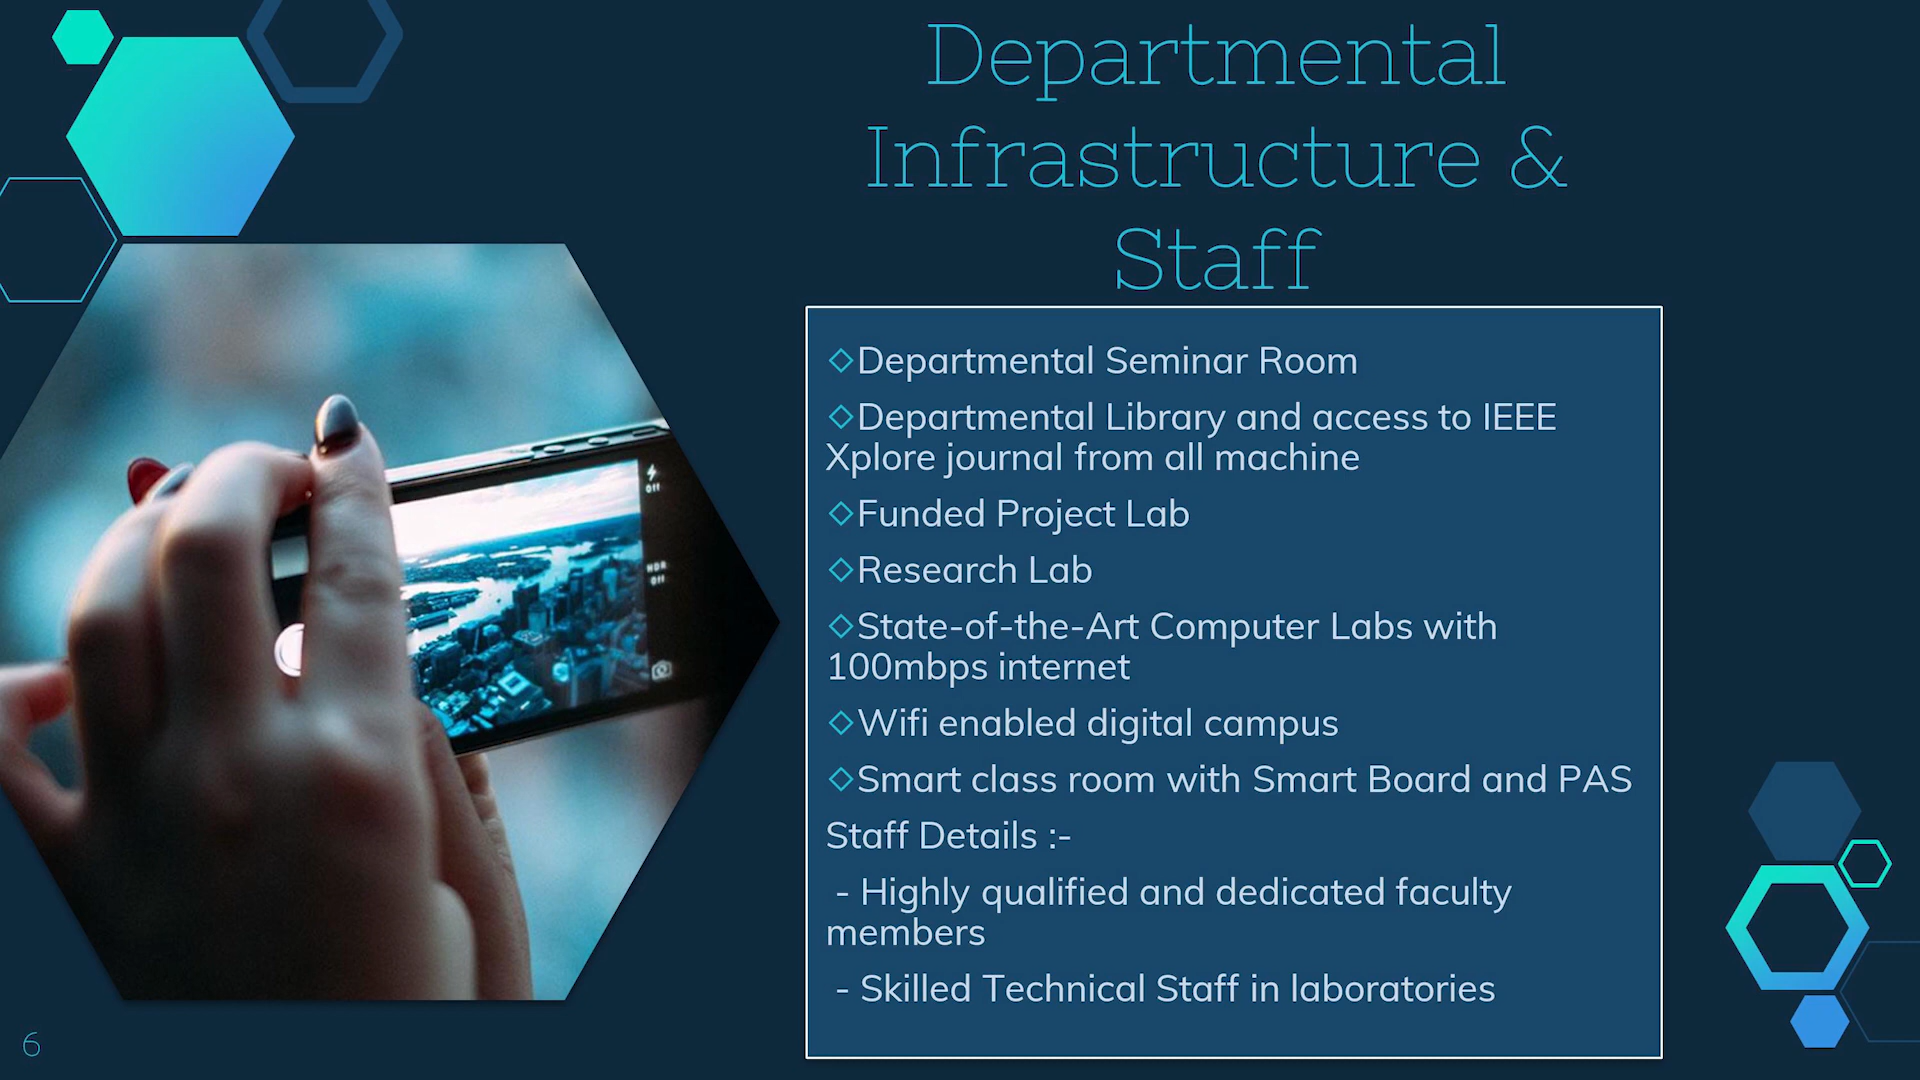 Departmental
Infrastructure &
Staff
◇Departmental Seminar Room
◇Departmental Library and access to IEEE
Xplore journal from all machine
◇Funded Project Lab
◇Research Lab
◇State-of-the-Art Computer Labs with
100mbps internet
◇Wifi enabled digital campus
◇Smart class room with Smart Board and PAS
Staff Details :-
- Highly qualified and dedicated faculty
members
- Skilled Technical Staff in laboratories
Off
HDR
Off
6